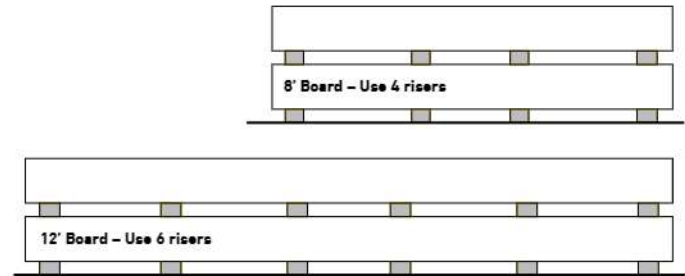 8' Board – Use 4 risers
12' Board – Use 6 risers